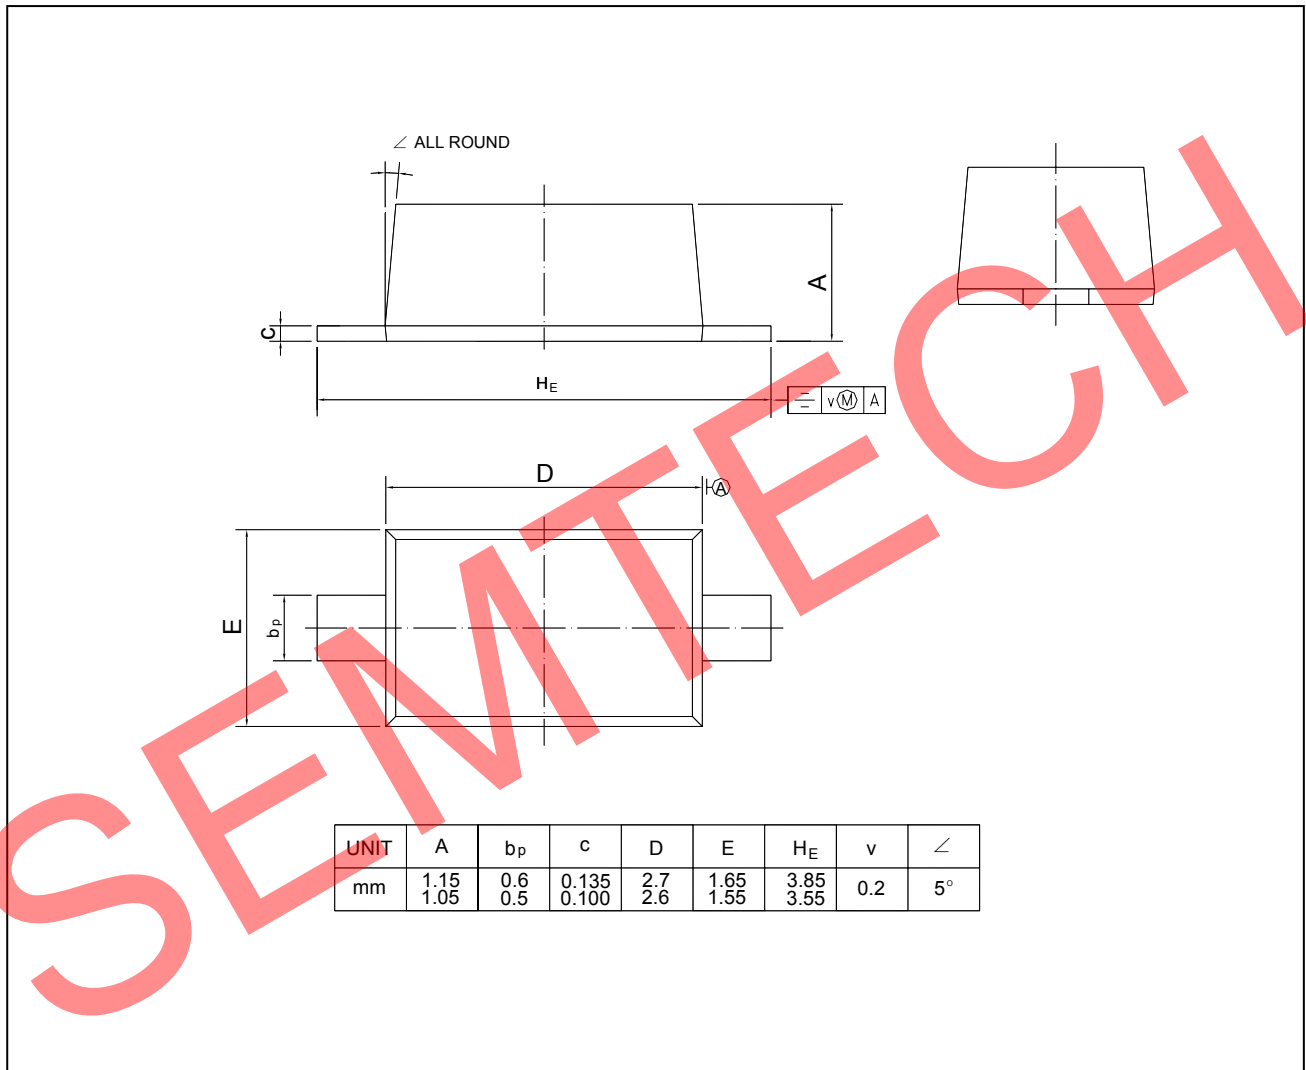 ∠ ALL ROUND
A
c
HE
v Ⓜ A
D
A
E
bp
UNIT A bp c D E HE v ∠
mm 1.15 0.6 0.135 2.7 1.65 3.85 0.2 5°
1.05 0.5 0.100 2.6 1.55 3.55
SEMTECH